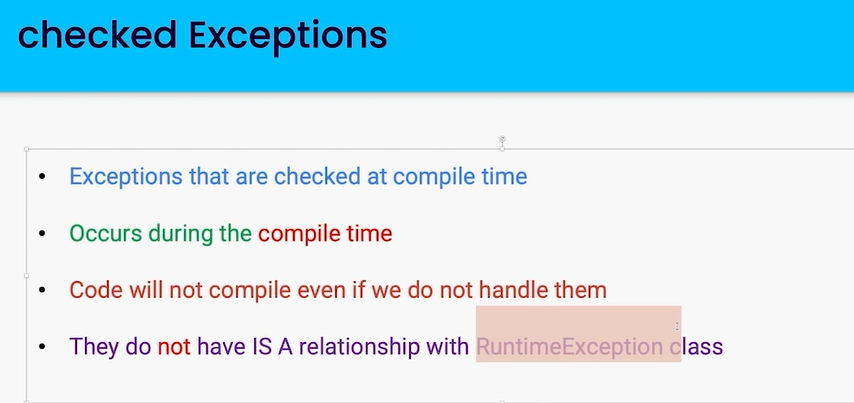 checked Exceptions
• Exceptions that are checked at compile time
• Occurs during the compile time
• Code will not compile even if we do not handle them
• They do not have IS A relationship with RuntimeException class